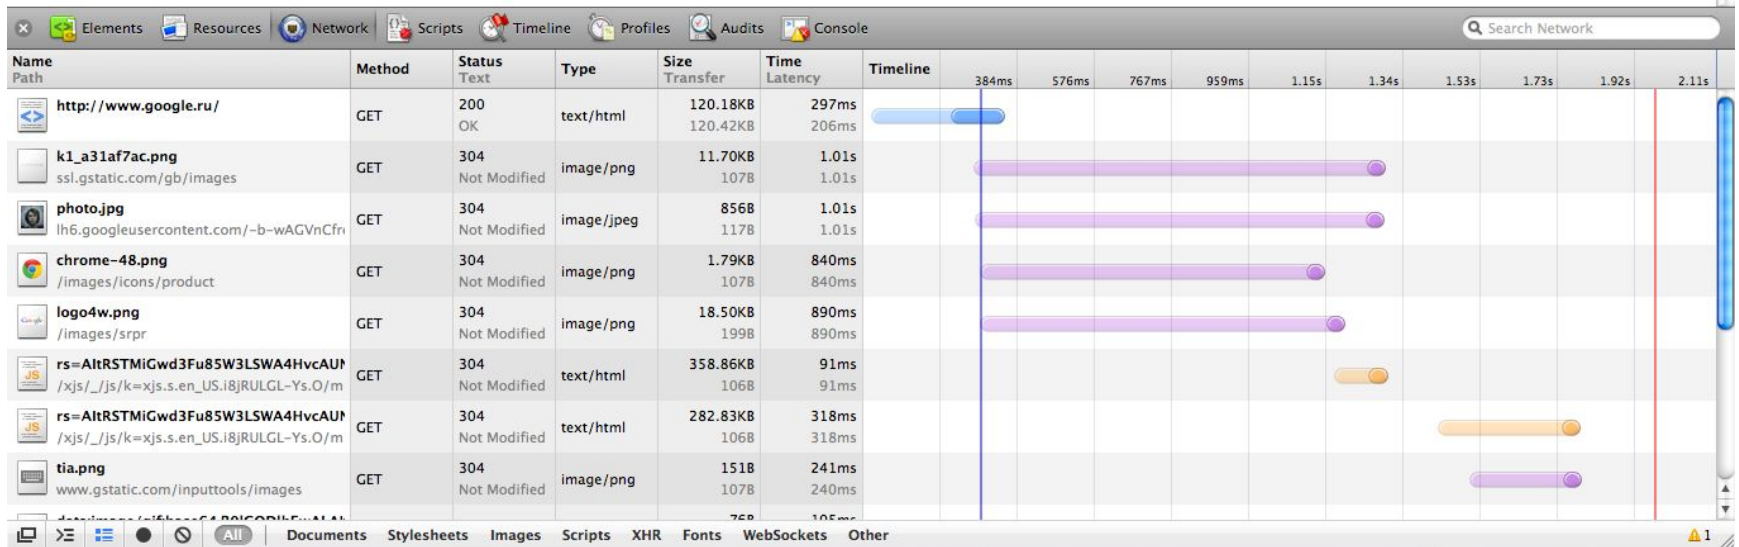 Elements Resources Network Scripts Timeline Profiles Audits Console Search Network
Name Method Status Type Size Time Timeline
Path Text Transfer Latency
384ms 576ms 767ms 959ms 1.15s 1.34s 1.53s 1.73s 1.92s 2.11s
http://www.google.ru/ GET 200 text/html 120.18KB 297ms
OK 120.42KB 206ms
k1_a31af7ac.png GET 304 image/png 11.70KB 1.01s
ssl.gstatic.com/gb/images Not Modified 107B 1.01s
photo.jpg GET 304 image/jpeg 856B 1.01s
lh6.googleusercontent.com/-b-wAGVnCfr Not Modified 117B 1.01s
chrome-48.png GET 304 image/png 1.79KB 840ms
/images/icons/product Not Modified 107B 840ms
logo4w.png GET 304 image/png 18.50KB 890ms
/images/srpr Not Modified 199B 890ms
rs=AItRSTMiGwd3Fu85W3LSWA4HvcAUN GET 304 text/html 358.86KB 91ms
/xjs/_/js/k=xjs.s.en_US.i8jRULGL-Ys.O/m Not Modified 106B 91ms
rs=AItRSTMiGwd3Fu85W3LSWA4HvcAUN GET 304 text/html 282.83KB 318ms
/xjs/_/js/k=xjs.s.en_US.i8jRULGL-Ys.O/m Not Modified 106B 318ms
tia.png GET 304 image/png 151B 241ms
www.gstatic.com/inputtools/images Not Modified 107B 240ms
All Documents Stylesheets Images Scripts XHR Fonts WebSockets Other 1